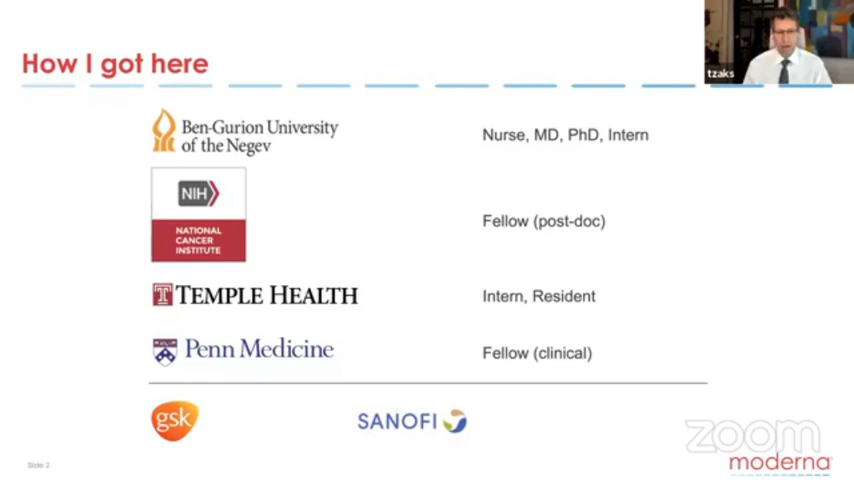 How I got here
tzaks
Ben-Gurion University
of the Negev
Nurse, MD, PhD, Intern
NIH
NATIONAL
CANCER
INSTITUTE
Fellow (post-doc)
T TEMPLE HEALTH
Intern, Resident
Penn Medicine
Fellow (clinical)
gsk
SANOFI
zoom
moderna
Slide 2